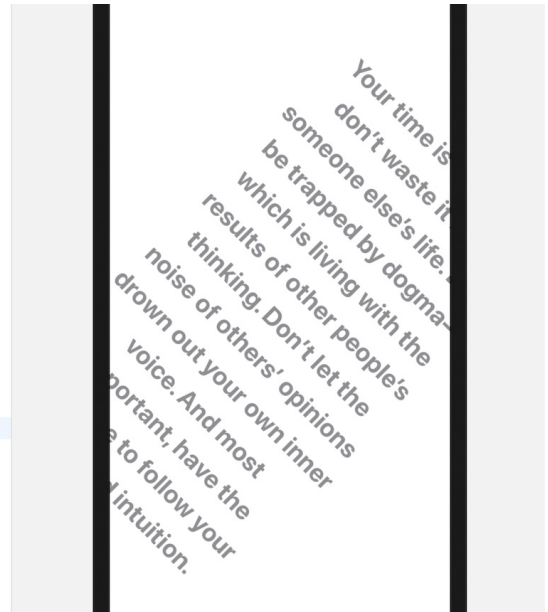 Your time is
don't waste it
someone else's life.
be trapped by dogma—
which is living with the
results of other people's
thinking. Don't let the
noise of others' opinions
drown out your own inner
voice. And most
portant, have the
e to follow your
intuition.